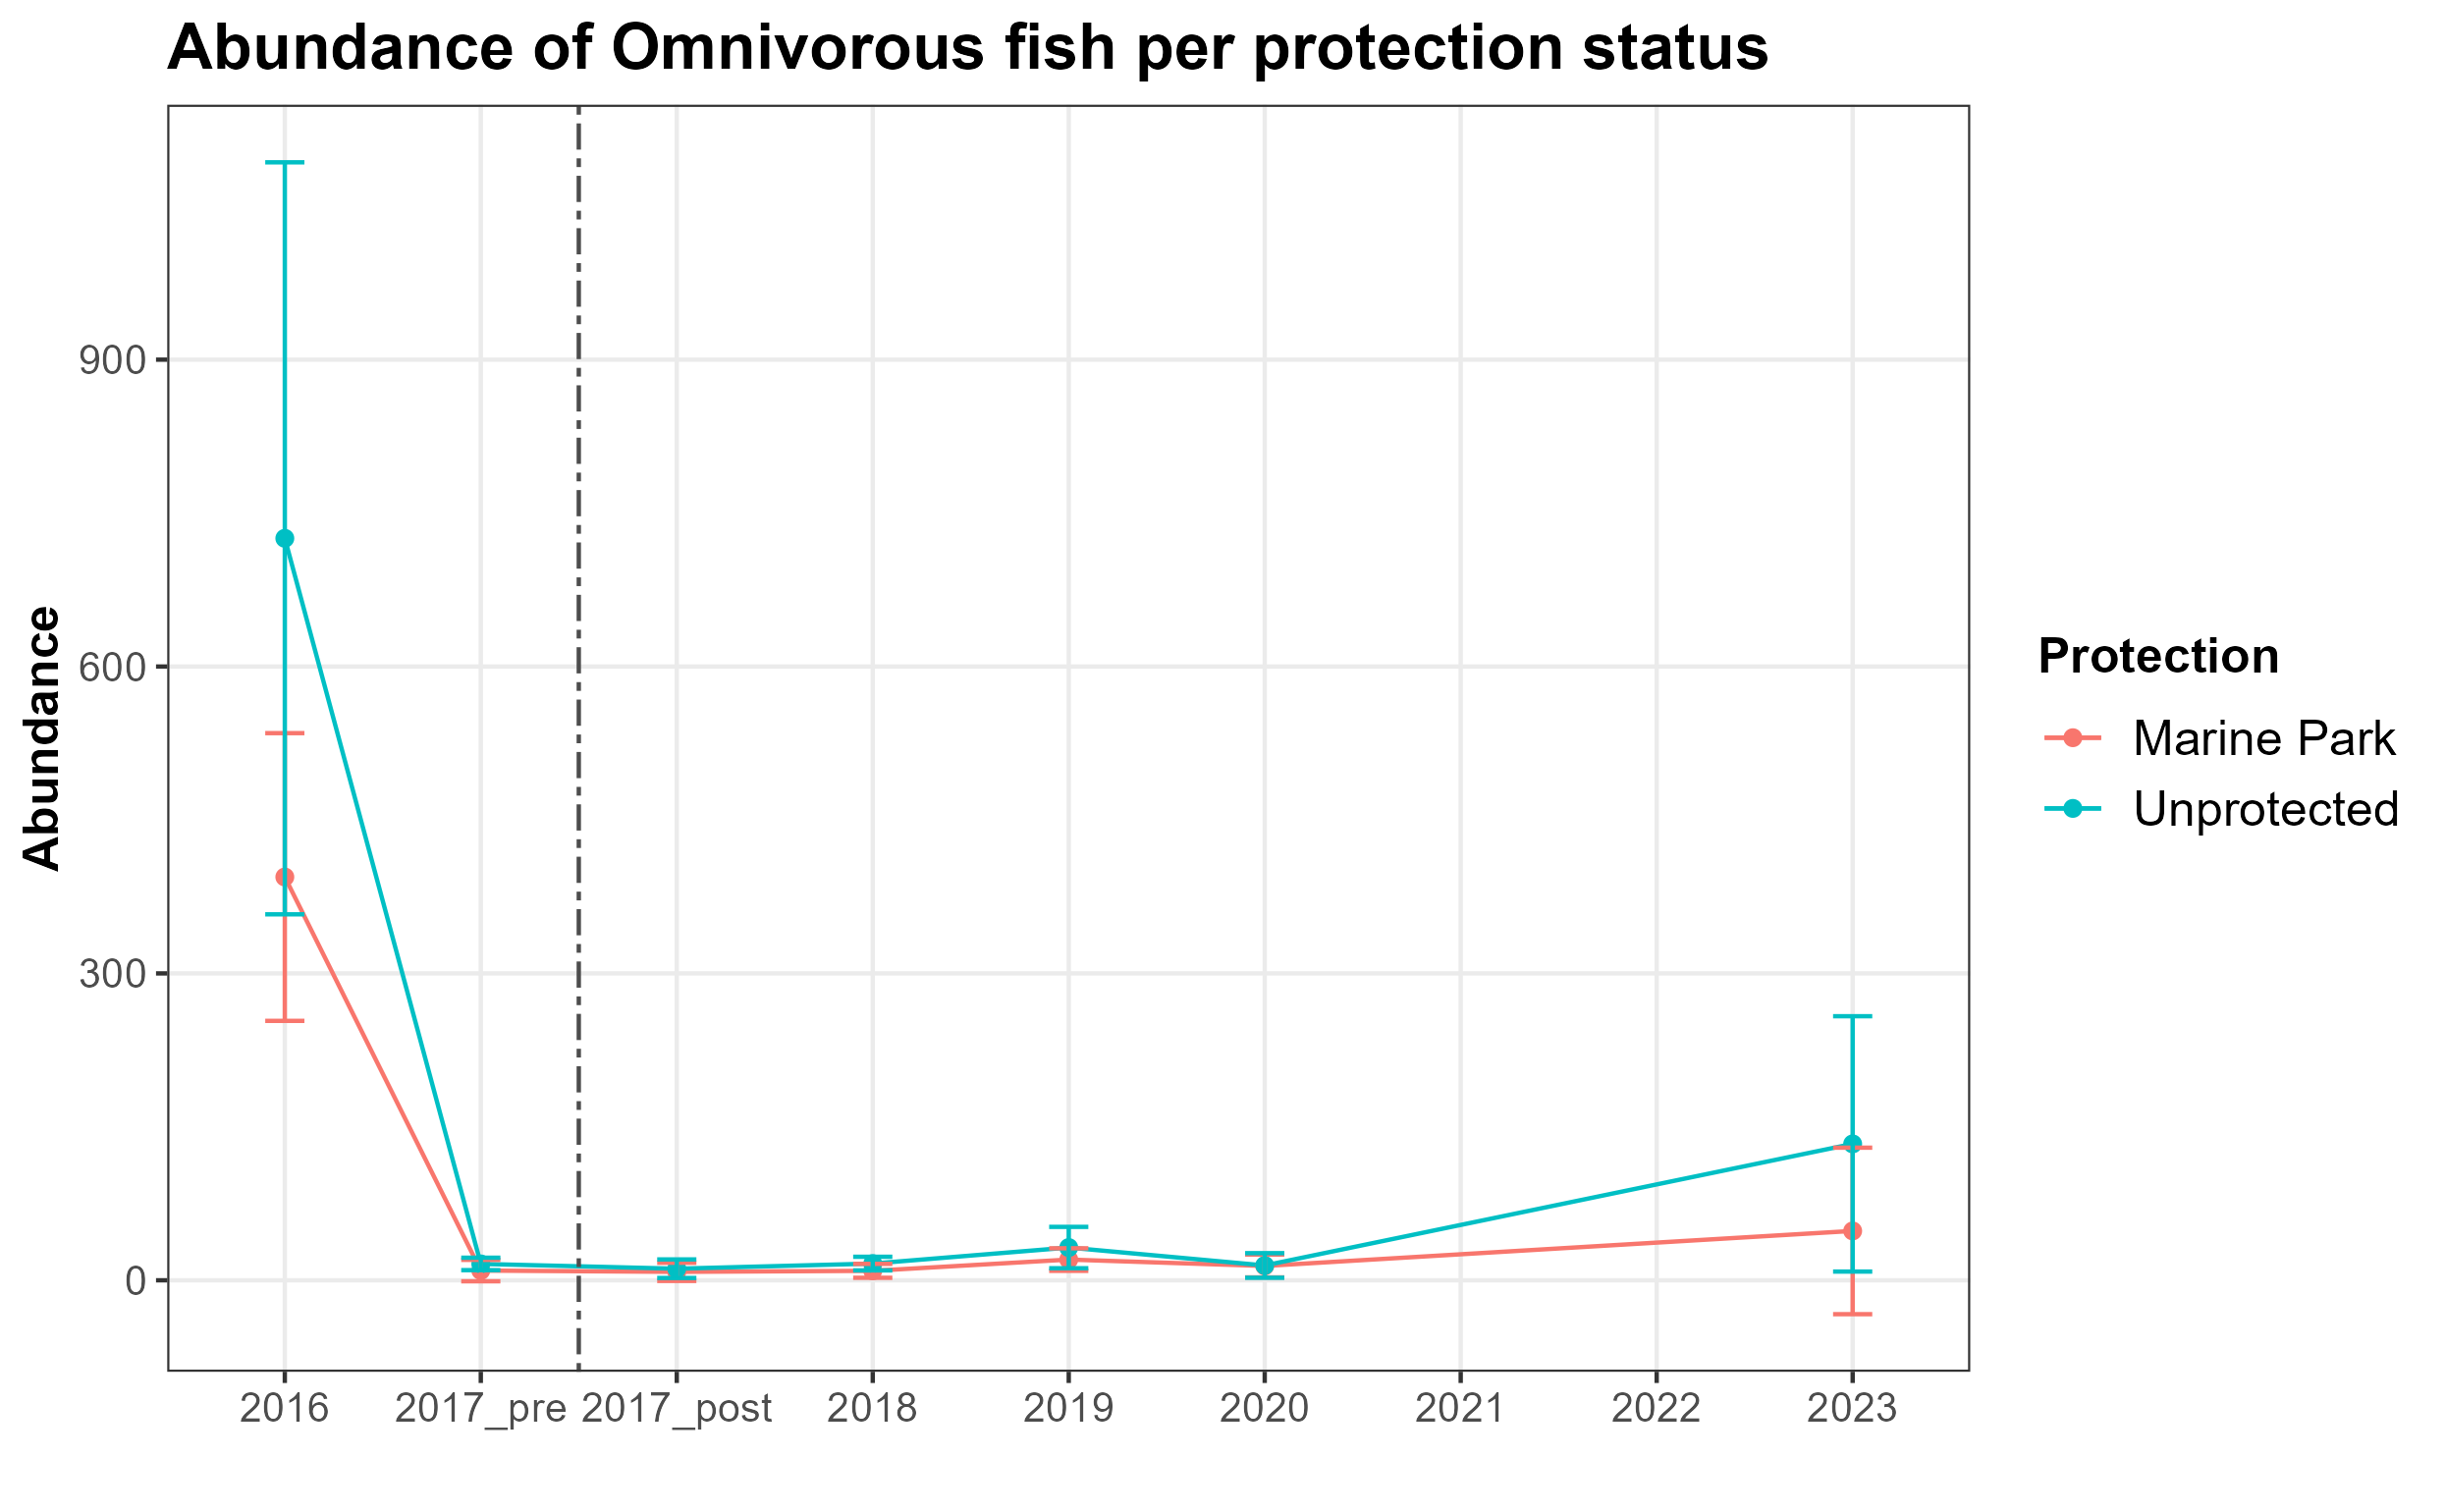 Abundance of Omnivorous fish per protection status
Abundance
900
600
300
0
2016 2017_pre 2017_post 2018 2019 2020 2021 2022 2023
Protection
Marine Park
Unprotected